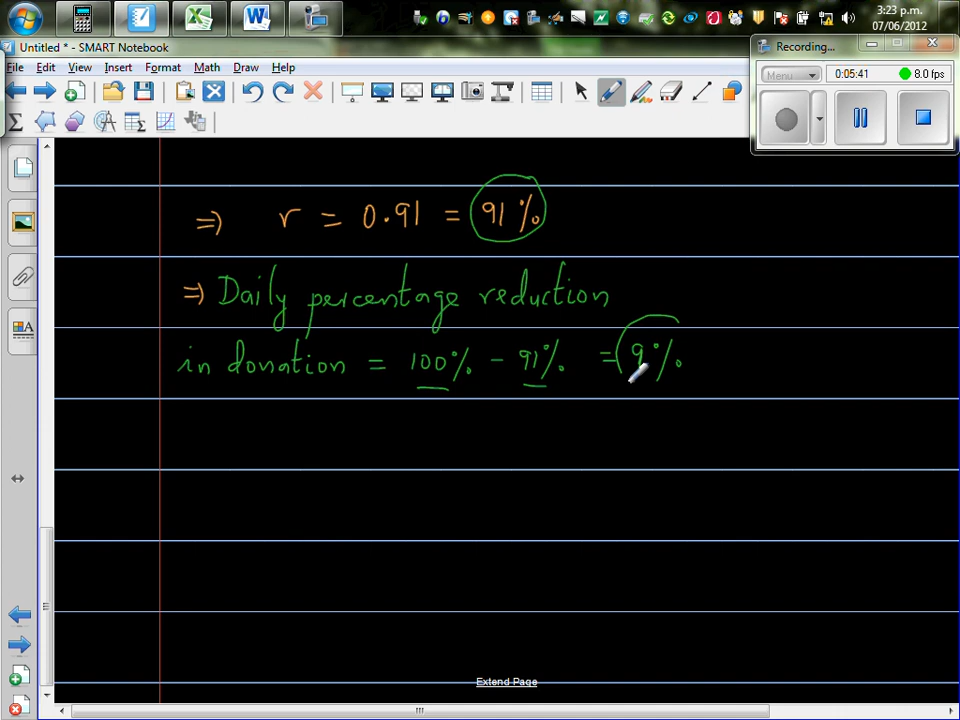 3:23 p.m.
07/06/2012
Untitled * - SMART Notebook
Recording...
File Edit View Insert Format Math Draw Help
Menu
0:05:41
8.0 fps
⇒ r = 0.91 = 91%
⇒ Daily percentage reduction
in donation = 100% - 91% = 9%
Extend Page